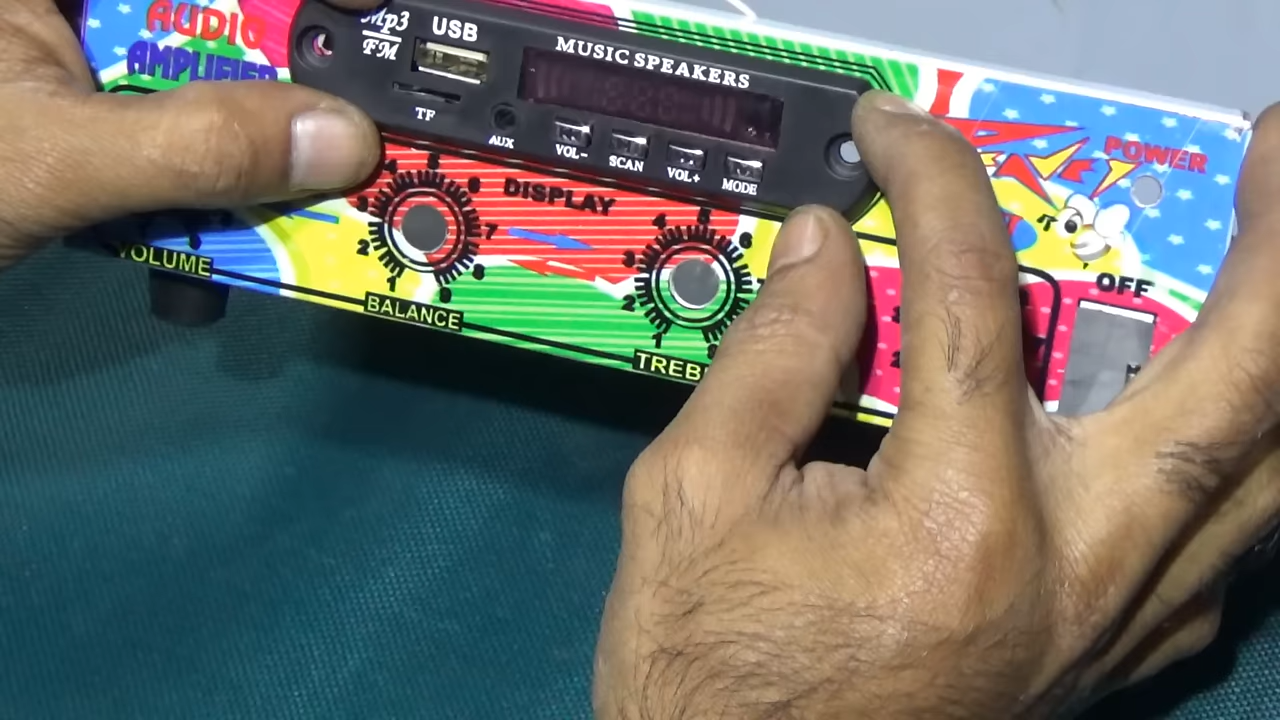 AUDIO
AMPLIFIER
Mp3
FM
USB
TF
AUX
MUSIC SPEAKERS
VOL-
SCAN
VOL+
MODE
POWER
OFF
DISPLAY
4 5 6
3 7
2 8
1 9
4 5 6
3
2
1
VOLUME
BALANCE